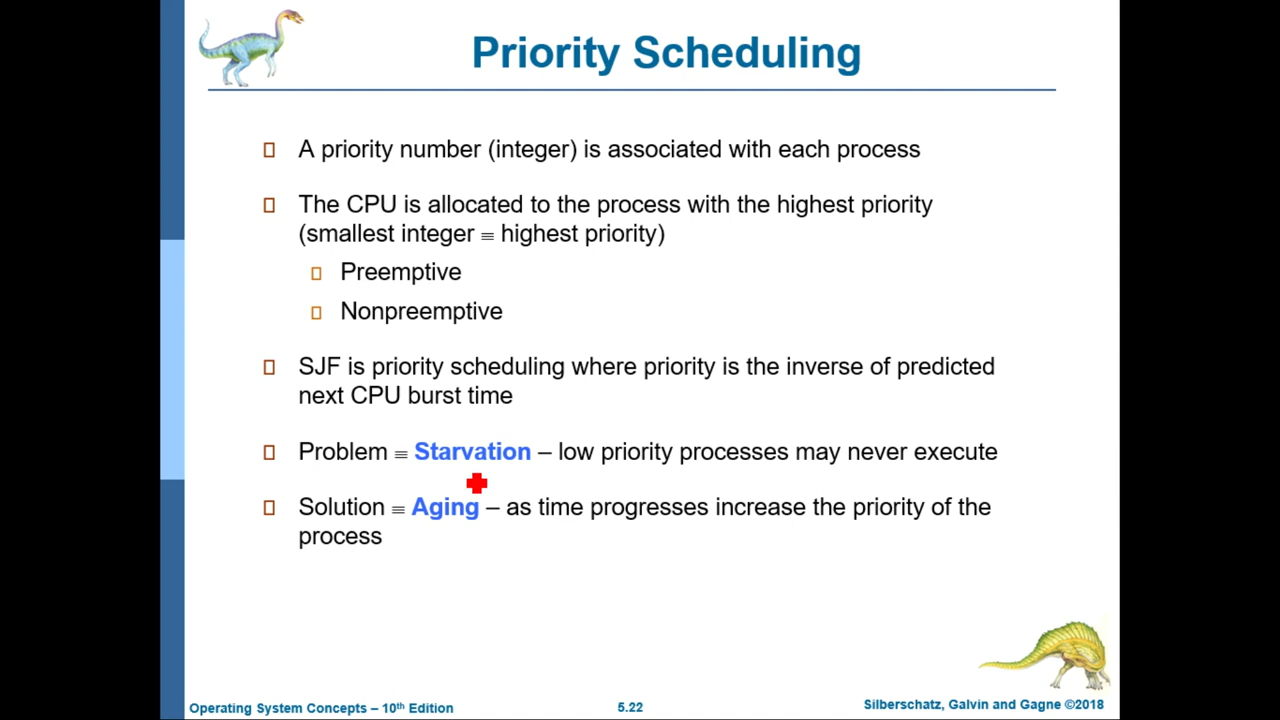 Priority Scheduling
A priority number (integer) is associated with each process
The CPU is allocated to the process with the highest priority
(smallest integer ≡ highest priority)
Preemptive
Nonpreemptive
SJF is priority scheduling where priority is the inverse of predicted
next CPU burst time
Problem ≡ Starvation – low priority processes may never execute
Solution ≡ Aging – as time progresses increase the priority of the
process
Operating System Concepts – 10th Edition
5.22
Silberschatz, Galvin and Gagne ©2018